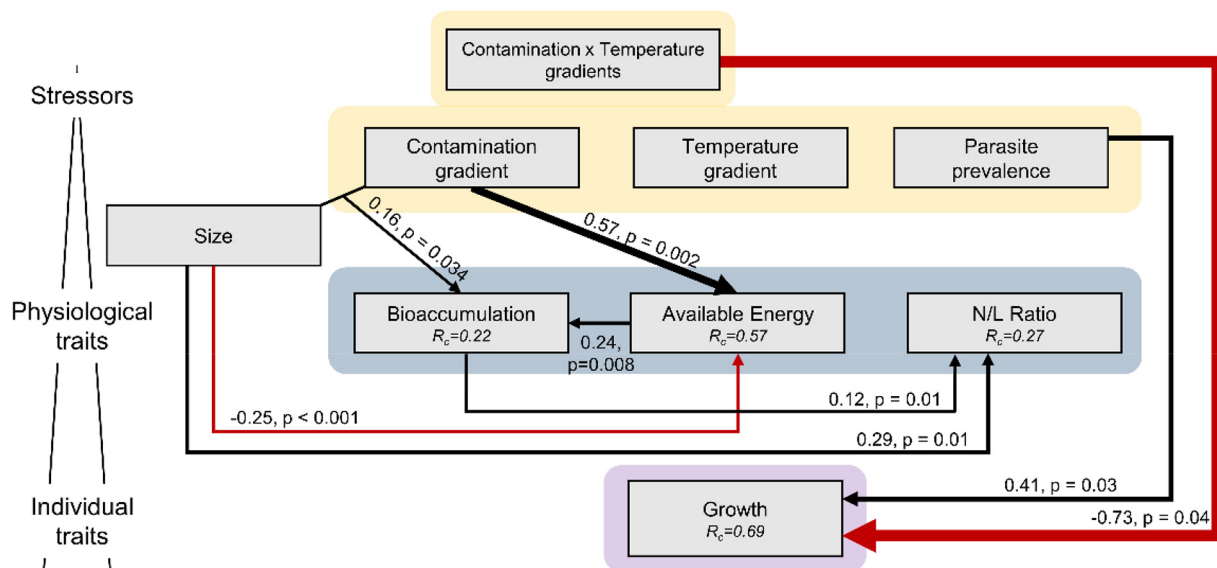 Contamination x Temperature
gradients
Stressors
Contamination
gradient
Temperature
gradient
Parasite
prevalence
Size
0.16, p = 0.034
0.57, p = 0.002
Physiological
traits
Bioaccumulation
Rc=0.22
Available Energy
Rc=0.57
N/L Ratio
Rc=0.27
0.24,
p=0.008
0.12, p = 0.01
-0.25, p < 0.001
0.29, p = 0.01
Individual
traits
Growth
Rc=0.69
0.41, p = 0.03
-0.73, p = 0.04